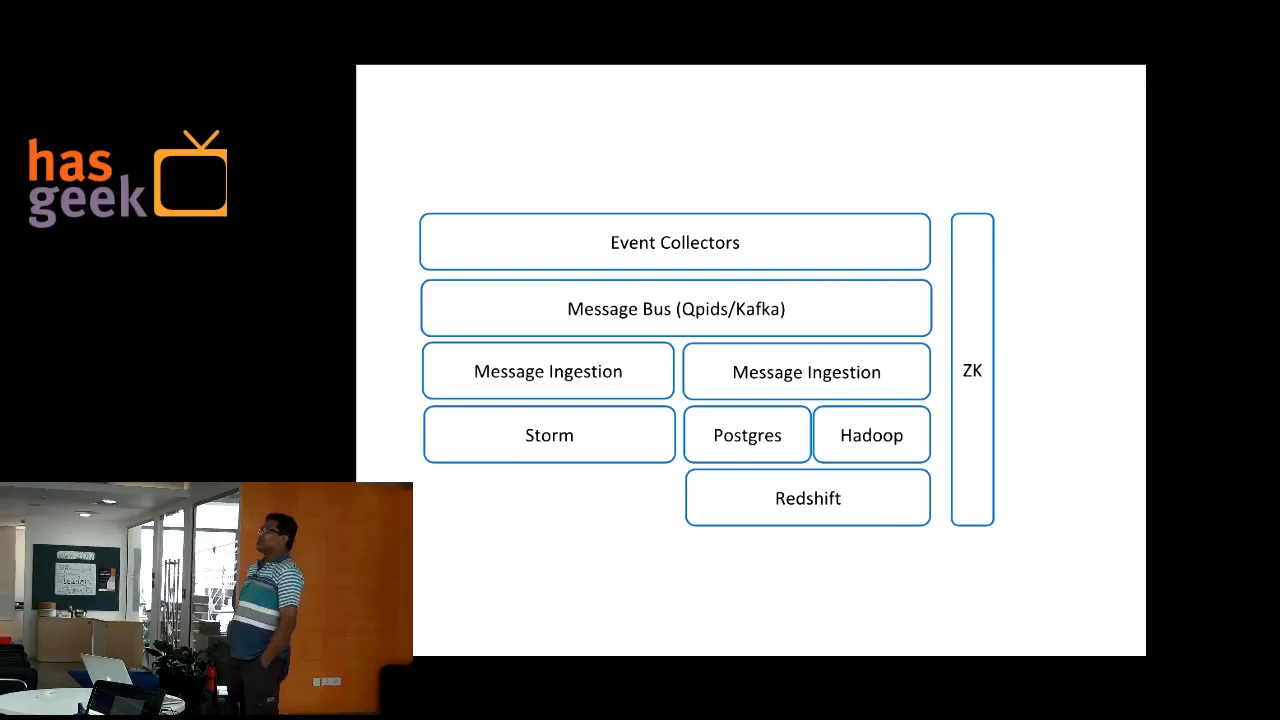 has
geek
Event Collectors
Message Bus (Qpids/Kafka)
Message Ingestion
Message Ingestion
ZK
Storm
Postgres
Hadoop
Redshift